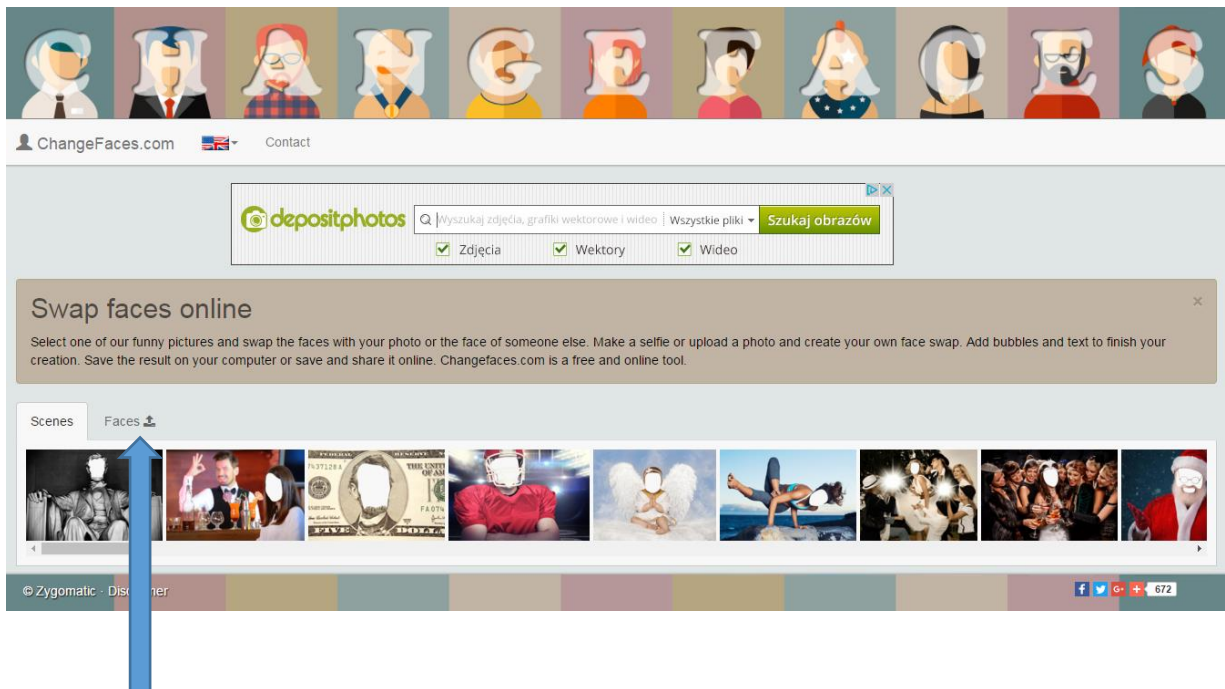 CHANGEFACES
ChangeFaces.com Contact
depositphotos Wyszukaj zdjęcia, grafiki wektorowe i wideo Wszystkie pliki Szukaj obrazów
Zdjęcia Wektory Wideo
Swap faces online ×
Select one of our funny pictures and swap the faces with your photo or the face of someone else. Make a selfie or upload a photo and create your own face swap. Add bubbles and text to finish your
creation. Save the result on your computer or save and share it online. Changefaces.com is a free and online tool.
Scenes Faces
FIVE
© Zygomatic · 672